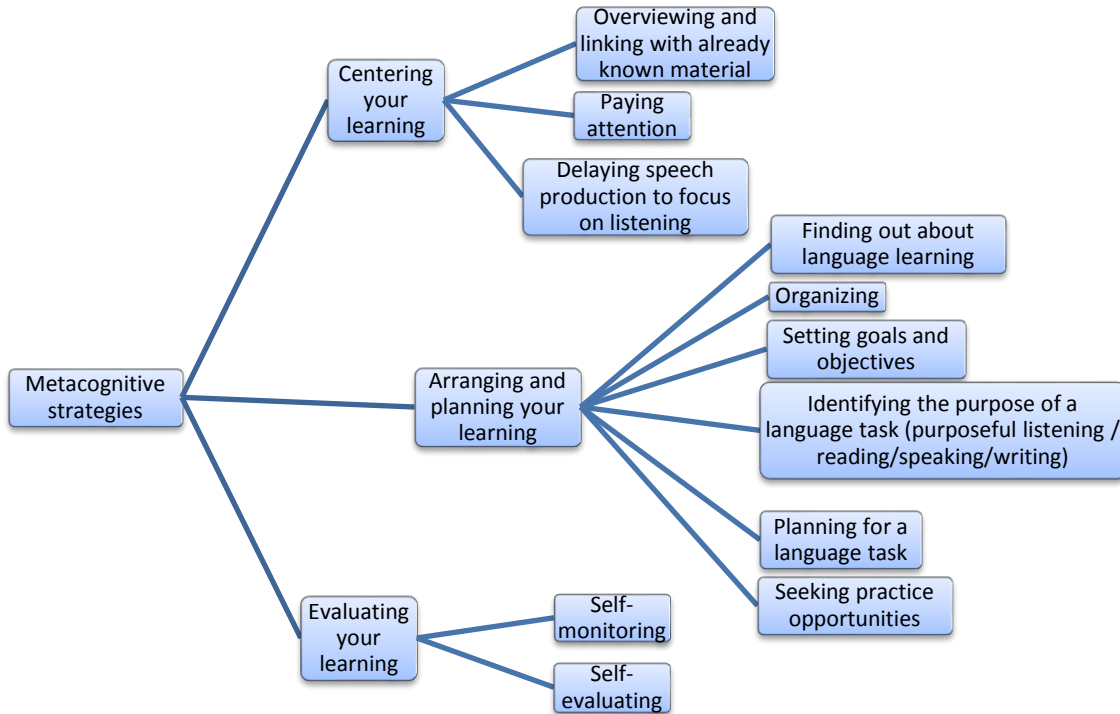 Metacognitive
strategies
Centering
your
learning
Overviewing and
linking with already
known material
Paying
attention
Delaying speech
production to focus
on listening
Arranging and
planning your
learning
Finding out about
language learning
Organizing
Setting goals and
objectives
Identifying the purpose of a
language task (purposeful listening /
reading/speaking/writing)
Planning for a
language task
Seeking practice
opportunities
Evaluating
your
learning
Self-
monitoring
Self-
evaluating